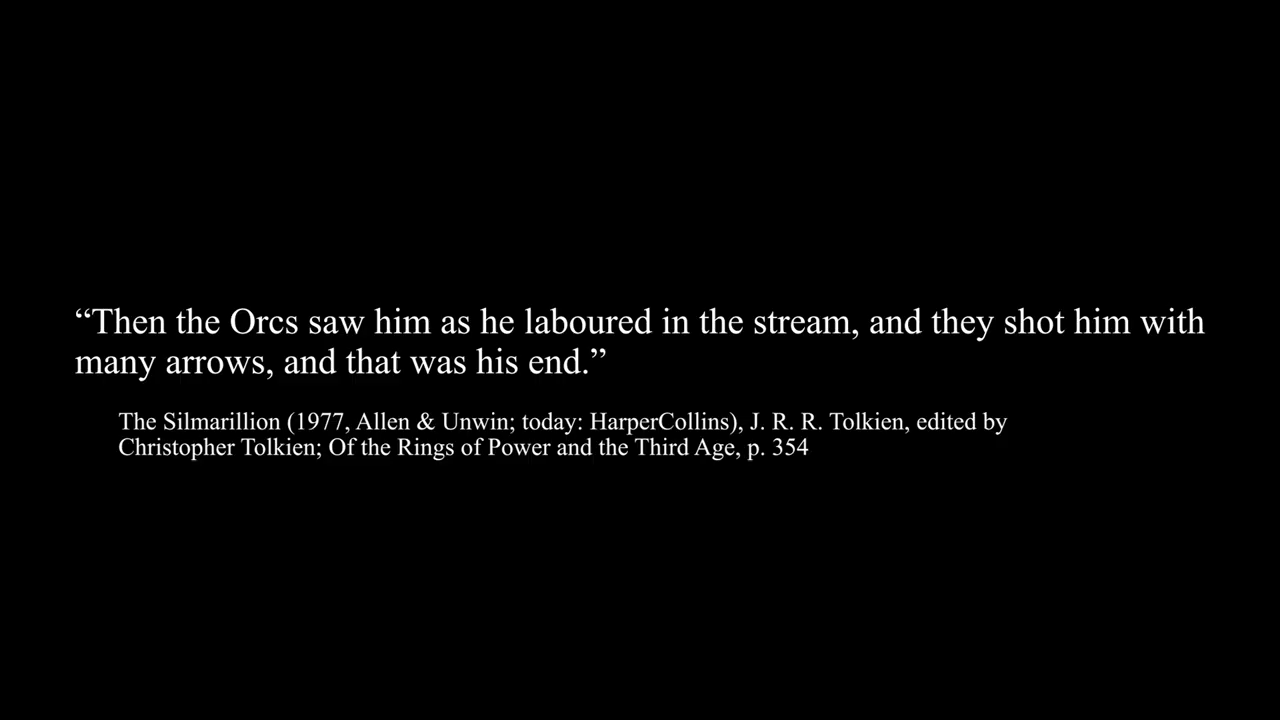 “Then the Orcs saw him as he laboured in the stream, and they shot him with
many arrows, and that was his end.”
The Silmarillion (1977, Allen & Unwin; today: HarperCollins), J. R. R. Tolkien, edited by
Christopher Tolkien; Of the Rings of Power and the Third Age, p. 354